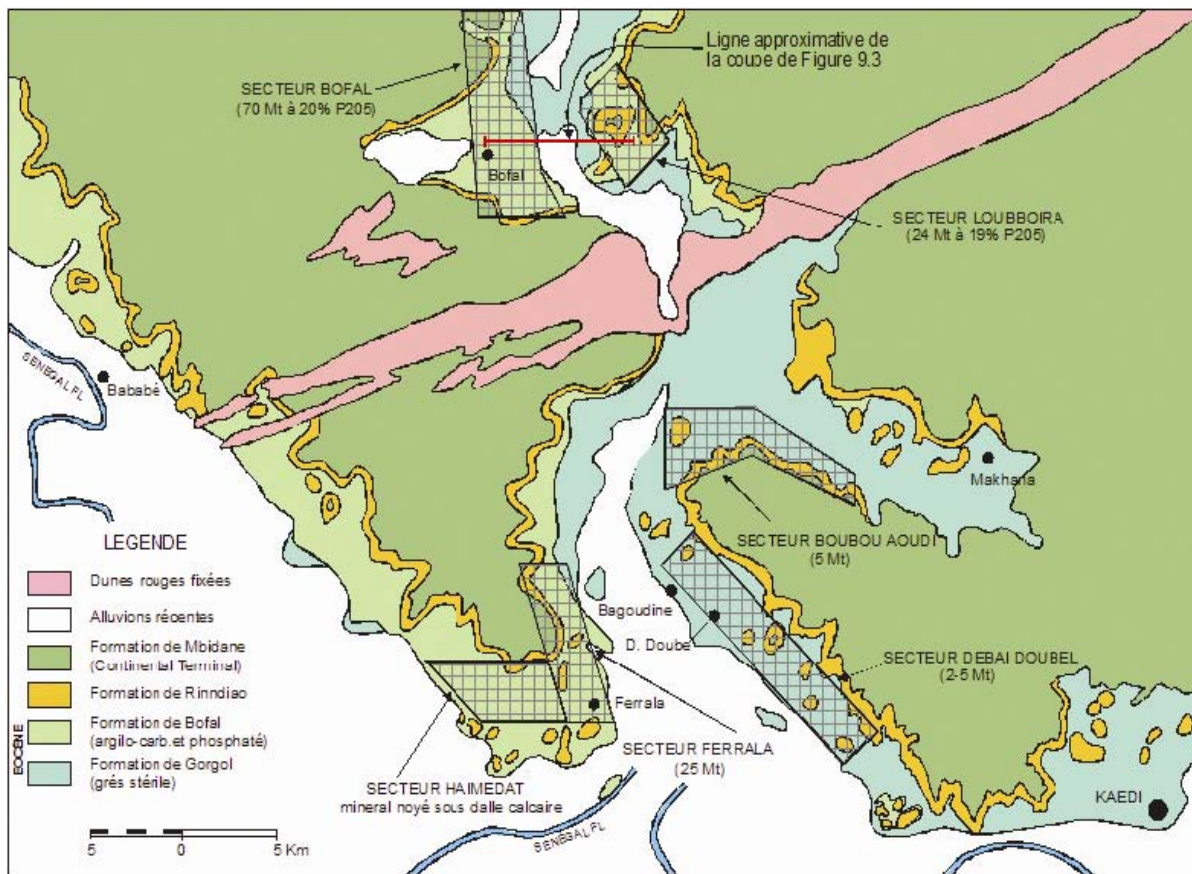 Ligne approximative de
la coupe de Figure 9.3
SECTEUR BOFAL
(70 Mt à 20% P205)
Bofal
SECTEUR LOUBBOIRA
(24 Mt à 19% P205)
SENEGAL FL
Bababé
Makhana
SECTEUR BOUBOU AOUDI
(5 Mt)
Bagoudine
D. Doube
SECTEUR DEBAI DOUBEL
(2-5 Mt)
Ferrala
SECTEUR FERRALA
(25 Mt)
SECTEUR HAIMEDAT
mineral noyé sous dalle calcaire
KAEDI
SENEGAL FL
LEGENDE
Dunes rouges fixées
Alluvions récentes
Formation de Mbidane
(Continental Terminal)
Formation de Rinndiao
Formation de Bofal
(argilo-carb.et phosphaté)
Formation de Gorgol
(grés stérile)
EOCENE
5 0 5 Km